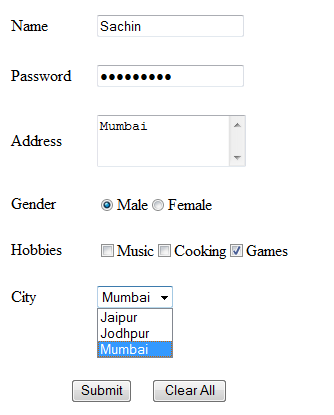 Name Sachin
Password •••••••••
Address Mumbai
Gender Male Female
Hobbies Music Cooking Games
City Mumbai
Jaipur
Jodhpur
Mumbai
Submit Clear All